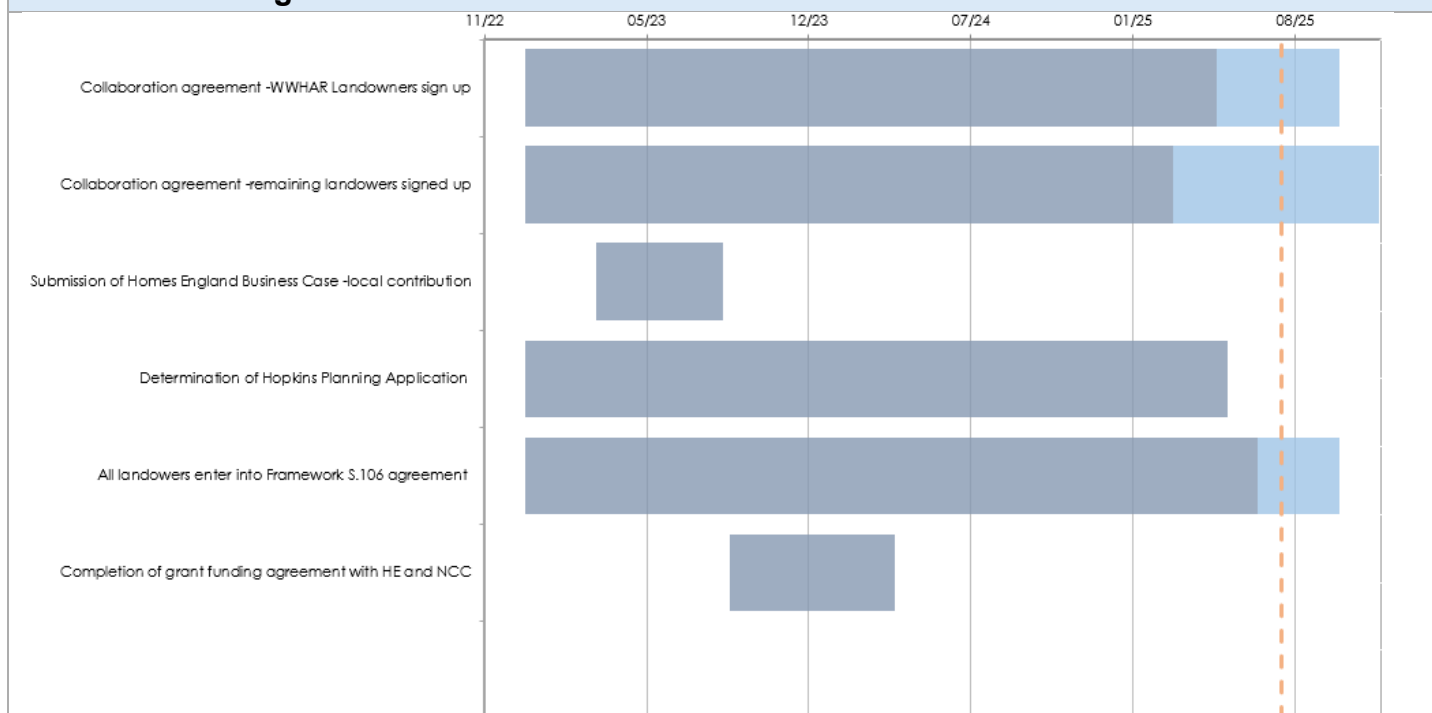 11/22 05/23 12/23 07/24 01/25 08/25
Collaboration agreement -WWHAR Landowners sign up
Collaboration agreement -remaining landowers signed up
Submission of Homes England Business Case -local contribution
Determination of Hopkins Planning Application
All landowers enter into Framework S.106 agreement
Completion of grant funding agreement with HE and NCC